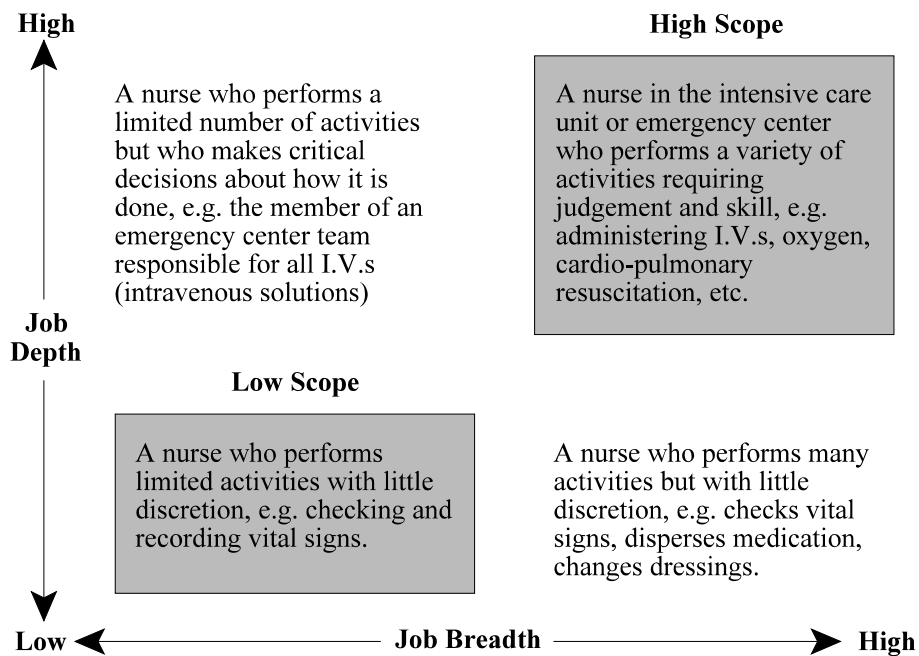 High
High Scope
A nurse who performs a
limited number of activities
but who makes critical
decisions about how it is
done, e.g. the member of an
emergency center team
responsible for all I.V.s
(intravenous solutions)
A nurse in the intensive care
unit or emergency center
who performs a variety of
activities requiring
judgement and skill, e.g.
administering I.V.s, oxygen,
cardio-pulmonary
resuscitation, etc.
Job
Depth
Low Scope
A nurse who performs
limited activities with little
discretion, e.g. checking and
recording vital signs.
A nurse who performs many
activities but with little
discretion, e.g. checks vital
signs, disperses medication,
changes dressings.
Low
Job Breadth
High